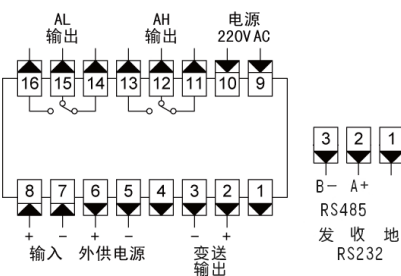 AL
输出
AH
输出
电源
220VAC
16 15 14 13 12 11 10 9
8 7 6 5 4 3 2 1
+ − + − − +
输入 外供电源 变送
输出
3 2 1
B− A+
RS485
发 收 地
RS232